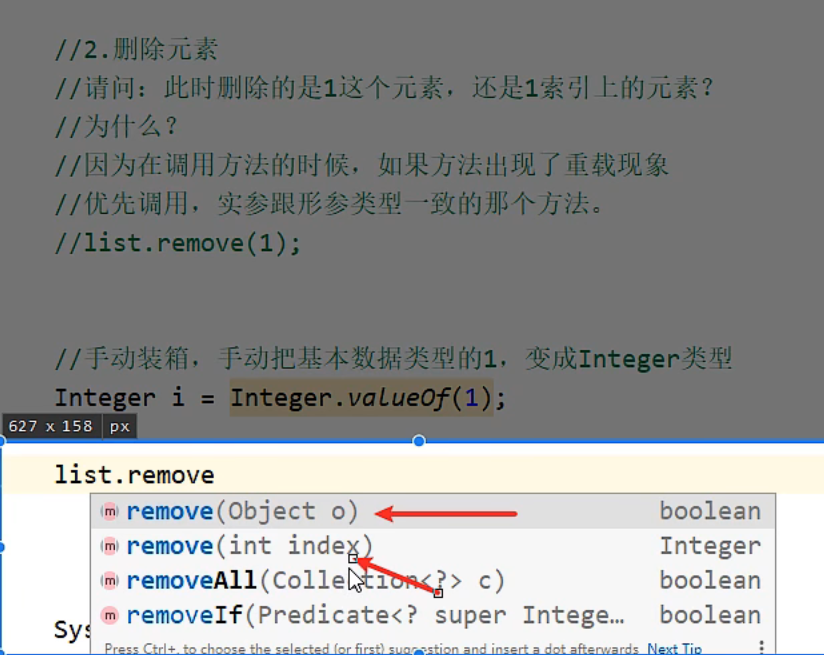 //2.删除元素
//请问：此时删除的是1这个元素，还是1索引上的元素？
//为什么？
//因为在调用方法的时候，如果方法出现了重载现象
//优先调用，实参跟形参类型一致的那个方法。
//list.remove(1);
//手动装箱，手动把基本数据类型的1，变成Integer类型
Integer i = Integer.valueOf(1);
627 x 158 px
list.remove
m remove(Object o) boolean
m remove(int index) Integer
m removeAll(Collection<?> c) boolean
m removeIf(Predicate<? super Intege… boolean
Sys
Press Ctrl+. to choose the selected (or first) suggestion and insert a dot afterwards Next Tip